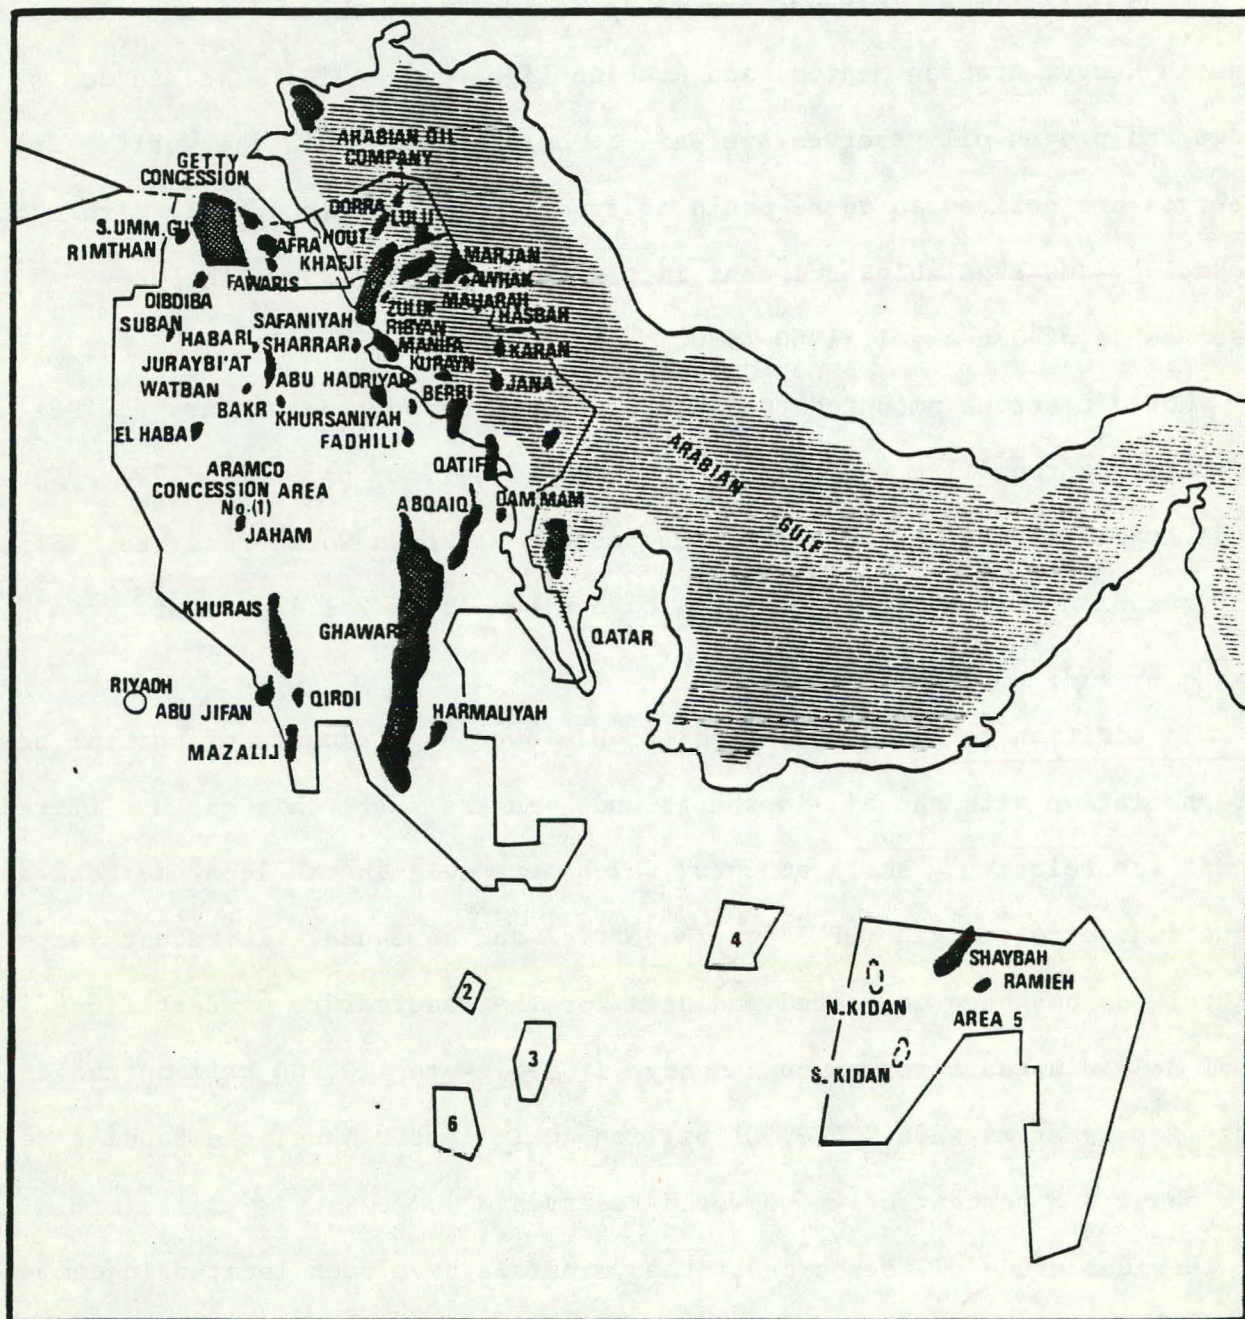 ARABIAN OIL
COMPANY
GETTY
CONCESSION
DORRA
LULU
S.UMM.GU
HOUT
AFRA
RIMTHAN
KHAFJI
MARJAN
FAWARIS
DIBDIBA
ZULUF
MAHARAH
SUBAN
SAFANIYAH
RIBYAN
HASBAH
HABARI
SHARRAR
MANIFA
KARAN
JURAYBI'AT
KURAYN
ABU HADRIYAH
JANA
WATBAN
BERRI
BAKR
KHURSANIYAH
EL HABA
FADHILI
ARABIAN
GULF
QATIF
ARAMCO
CONCESSION AREA
No.(1)
ABQAIQ
DAMMAM
JAHAM
KHURAIS
GHAWAR
QATAR
RIYADH
ABU JIFAN
QIRDI
HARMALIYAH
MAZALIJ
4
SHAYBAH
2
RAMIEH
N.KIDAN
AREA 5
3
S. KIDAN
6